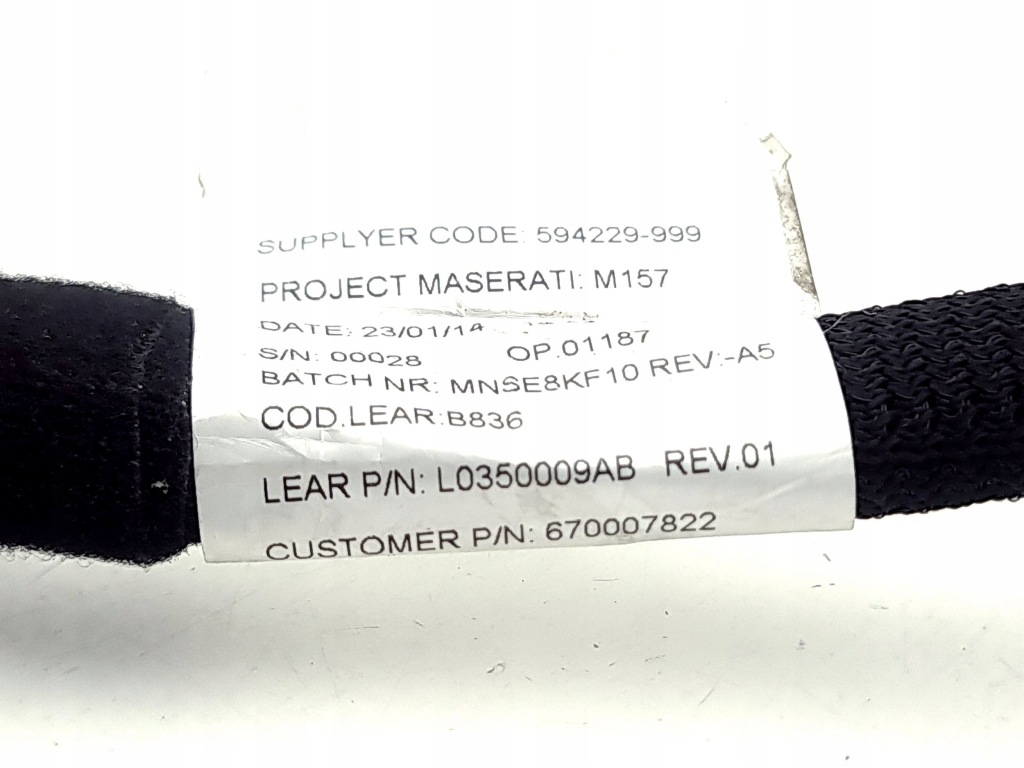 SUPPLYER CODE: 594229-999
PROJECT MASERATI: M157
DATE: 23/01/14
S/N: 00028 OP.01187
BATCH NR: MNSE8KF10 REV:-A5
COD.LEAR:B836
LEAR P/N: L0350009AB REV.01
CUSTOMER P/N: 670007822